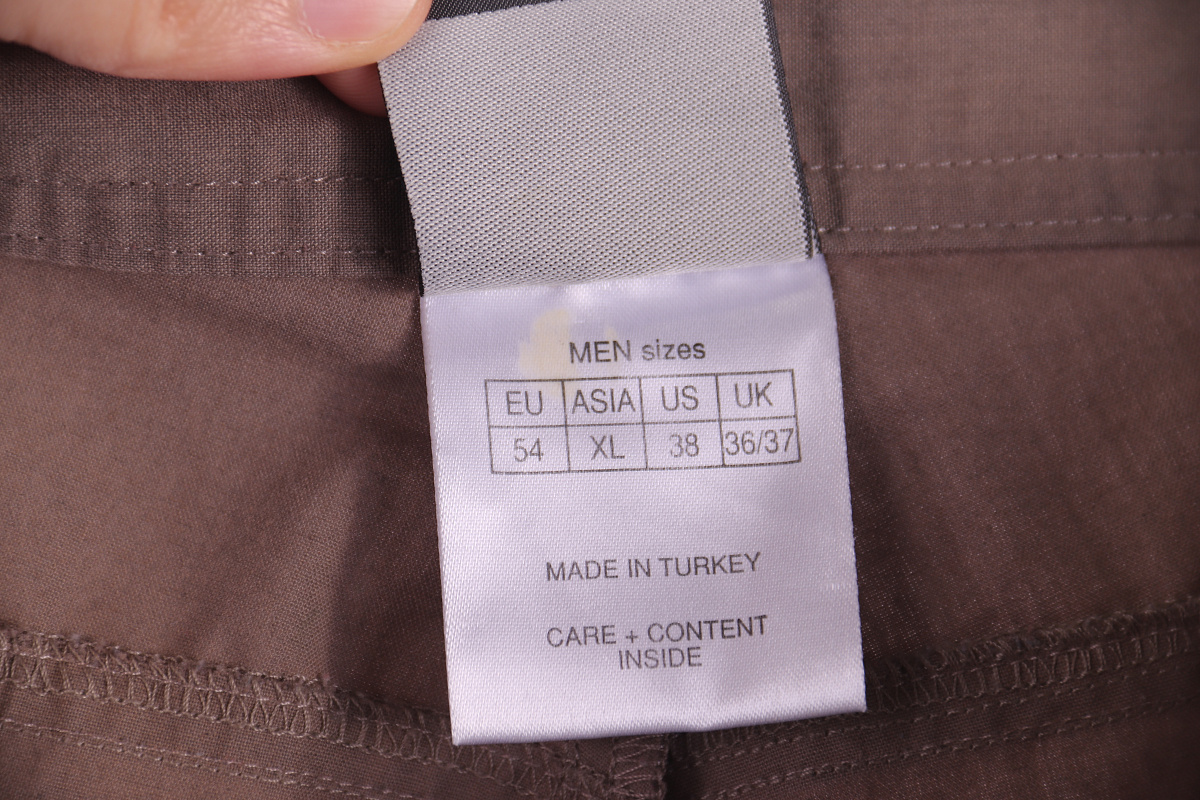 MEN sizes
EU ASIA US UK
54 XL 38 36/37
MADE IN TURKEY
CARE + CONTENT
INSIDE